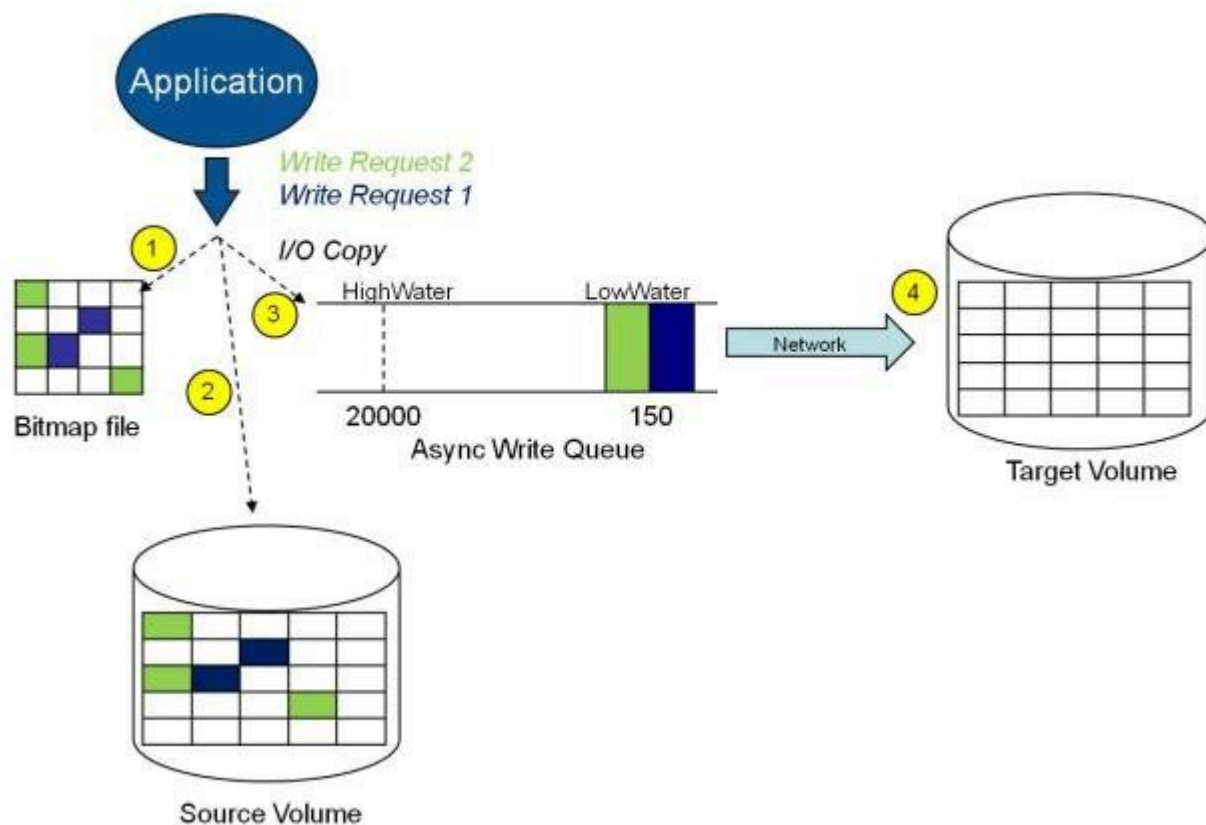 Application
Write Request 2
Write Request 1
1
I/O Copy
3
HighWater
LowWater
4
Network
2
Bitmap file
20000
150
Async Write Queue
Target Volume
Source Volume